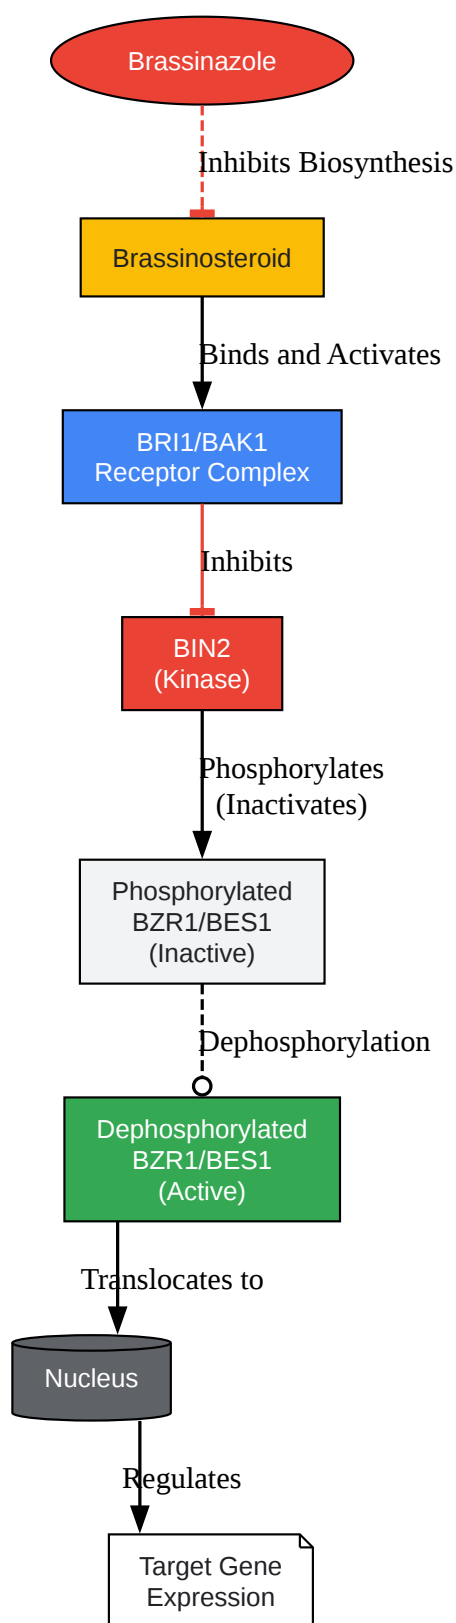 Brassinazole
Inhibits Biosynthesis
Brassinosteroid
Binds and Activates
BRI1/BAK1
Receptor Complex
Inhibits
BIN2
(Kinase)
Phosphorylates
(Inactivates)
Phosphorylated
BZR1/BES1
(Inactive)
Dephosphorylation
Dephosphorylated
BZR1/BES1
(Active)
Translocates to
Nucleus
Regulates
Target Gene
Expression